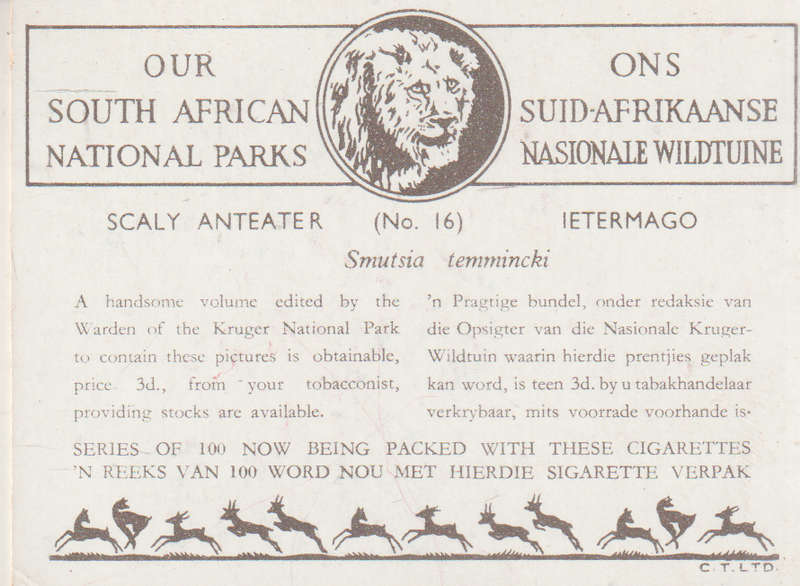 OUR
SOUTH AFRICAN
NATIONAL PARKS
ONS
SUID-AFRIKAANSE
NASIONALE WILDTUINE
SCALY ANTEATER (No. 16) IETERMAGO
Smutsia temmincki
A handsome volume edited by the
Warden of the Kruger National Park
to contain these pictures is obtainable,
price 3d., from your tobacconist,
providing stocks are available.
'n Pragtige bundel, onder redaksie van
die Opsigter van die Nasionale Kruger-
Wildtuin waarin hierdie prentjies geplak
kan word, is teen 3d. by u tabakhandelaar
verkrybaar, mits voorrade voorhande is.
SERIES OF 100 NOW BEING PACKED WITH THESE CIGARETTES
'N REEKS VAN 100 WORD NOU MET HIERDIE SIGARETTE VERPAK
C.T. LTD.